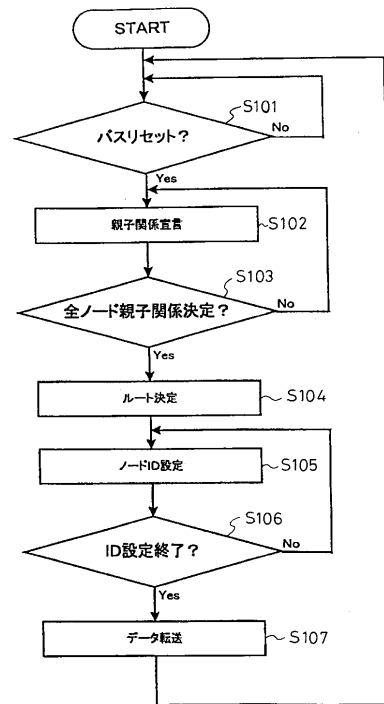 START
S101
バスリセット?
No
Yes
親子関係宣言
S102
S103
全ノード親子関係決定?
No
Yes
ルート決定
S104
ノードID設定
S105
S106
ID設定終了?
No
Yes
データ転送
S107